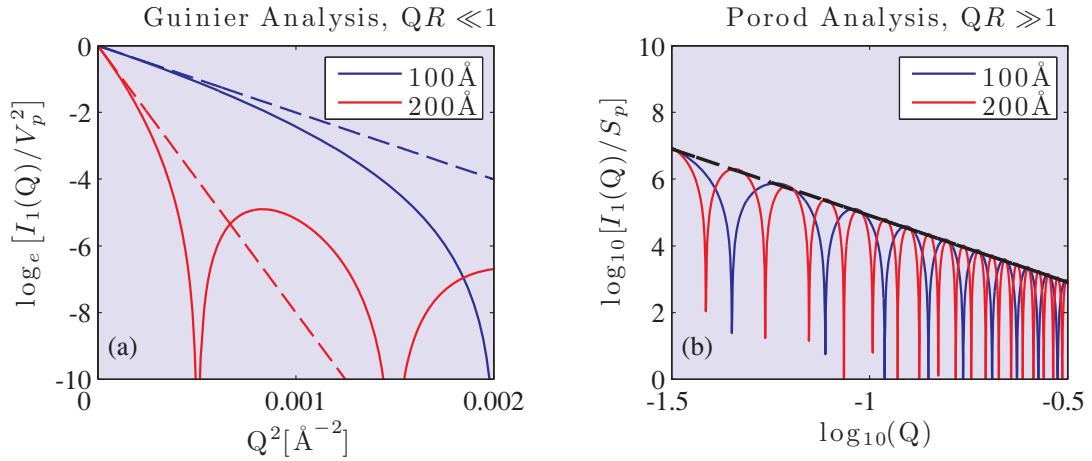 Guinier Analysis, QR ≪1
0
-2
-4
-6
-8
-10
log_e [I_1(Q)/V_p^2]
100Å
200Å
(a)
0
0.001
0.002
Q^2[Å^-2]
Porod Analysis, QR ≫1
10
8
6
4
2
0
log_10[I_1(Q)/S_p]
100Å
200Å
(b)
-1.5
-1
-0.5
log_10(Q)